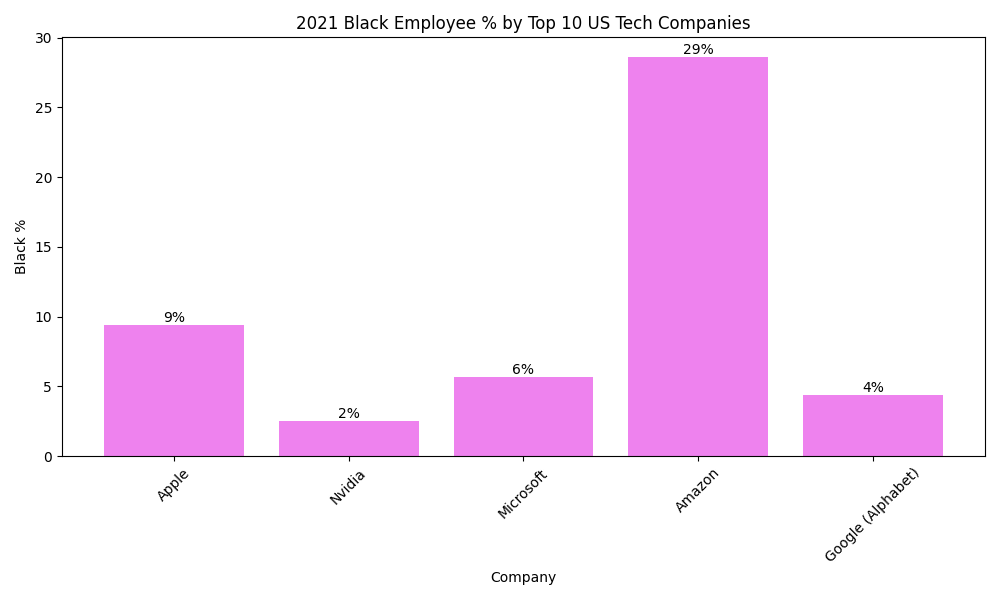 2021 Black Employee % by Top 10 US Tech Companies
30
25
20
15
10
5
0
Black %
9%
2%
6%
29%
4%
Apple
Nvidia
Microsoft
Amazon
Google (Alphabet)
Company